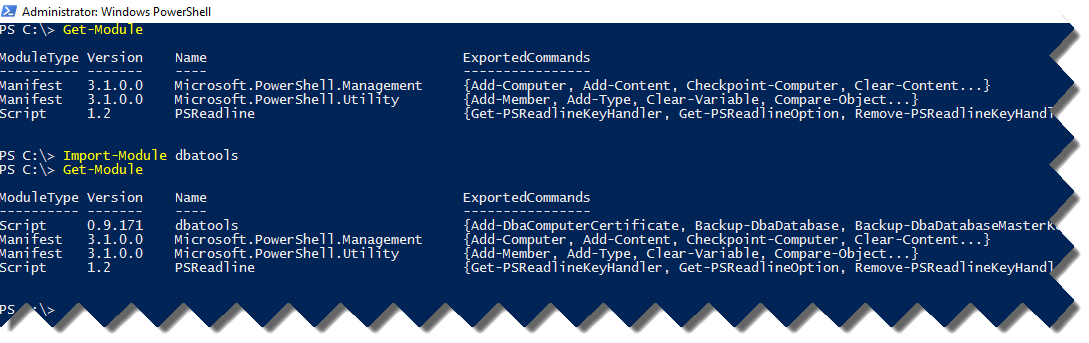 Administrator: Windows PowerShell
PS C:\> Get-Module
ModuleType Version Name ExportedCommands
---------- ------- ---- ----------------
Manifest 3.1.0.0 Microsoft.PowerShell.Management {Add-Computer, Add-Content, Checkpoint-Computer, Clear-Content...}
Manifest 3.1.0.0 Microsoft.PowerShell.Utility {Add-Member, Add-Type, Clear-Variable, Compare-Object...}
Script 1.2 PSReadline {Get-PSReadlineKeyHandler, Get-PSReadlineOption, Remove-PSReadlineKeyHandl
PS C:\> Import-Module dbatools
PS C:\> Get-Module
ModuleType Version Name ExportedCommands
---------- ------- ---- ----------------
Script 0.9.171 dbatools {Add-DbaComputerCertificate, Backup-DbaDatabase, Backup-DbaDatabaseMasterK
Manifest 3.1.0.0 Microsoft.PowerShell.Management {Add-Computer, Add-Content, Checkpoint-Computer, Clear-Content...}
Manifest 3.1.0.0 Microsoft.PowerShell.Utility {Add-Member, Add-Type, Clear-Variable, Compare-Object...}
Script 1.2 PSReadline {Get-PSReadlineKeyHandler, Get-PSReadlineOption, Remove-PSReadlineKeyHandl
PS :\>